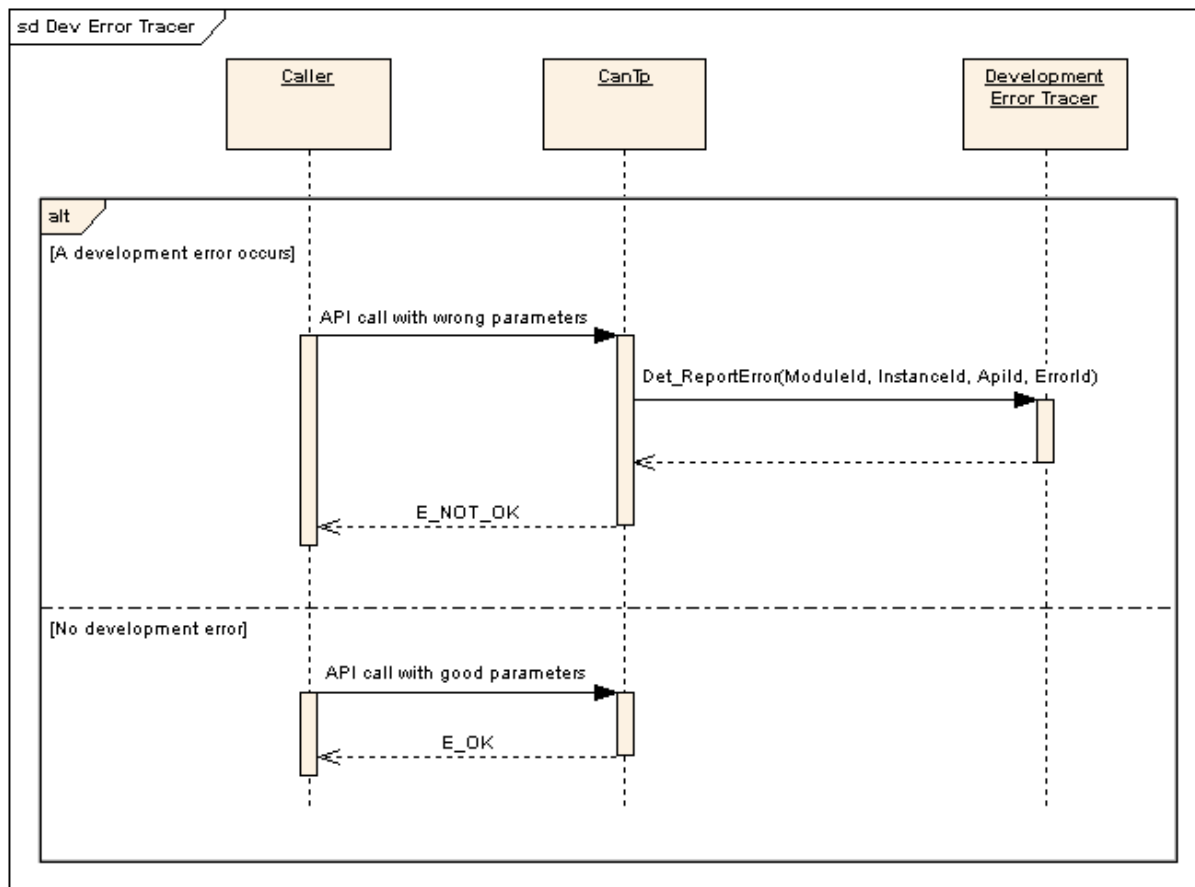 sd Dev Error Tracer
Caller
CanTp
Development
Error Tracer
alt
[A development error occurs]
API call with wrong parameters
Det_ReportError(ModuleId, InstanceId, ApiId, ErrorId)
E_NOT_OK
[No development error]
API call with good parameters
E_OK